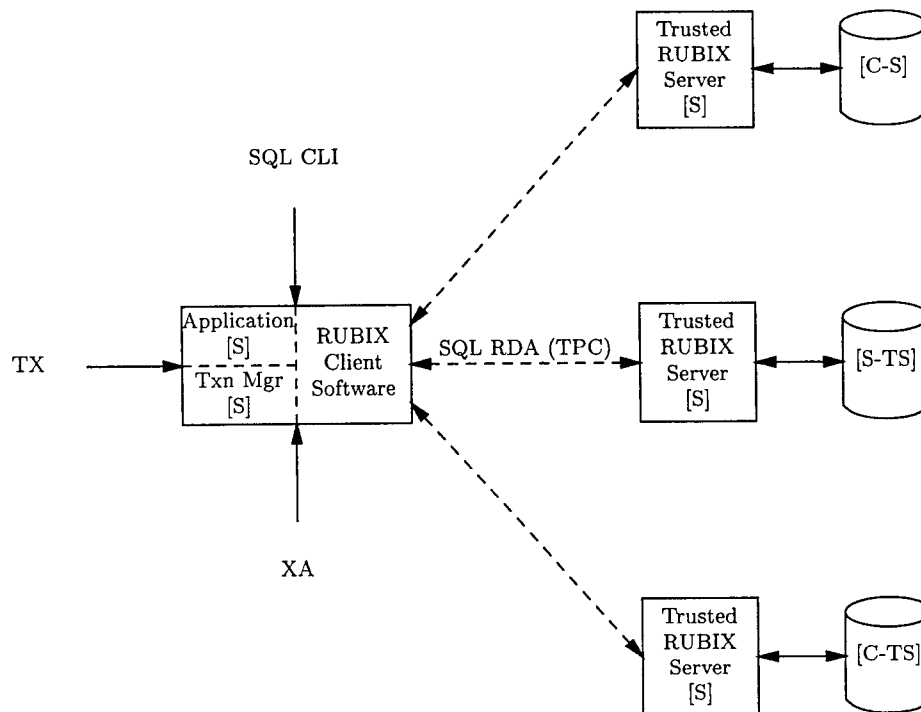 Trusted
RUBIX
Server
[S]
[C-S]
SQL CLI
Application
[S]
RUBIX
Client
Software
Txn Mgr
[S]
TX
SQL RDA (TPC)
Trusted
RUBIX
Server
[S]
[S-TS]
XA
Trusted
RUBIX
Server
[S]
[C-TS]